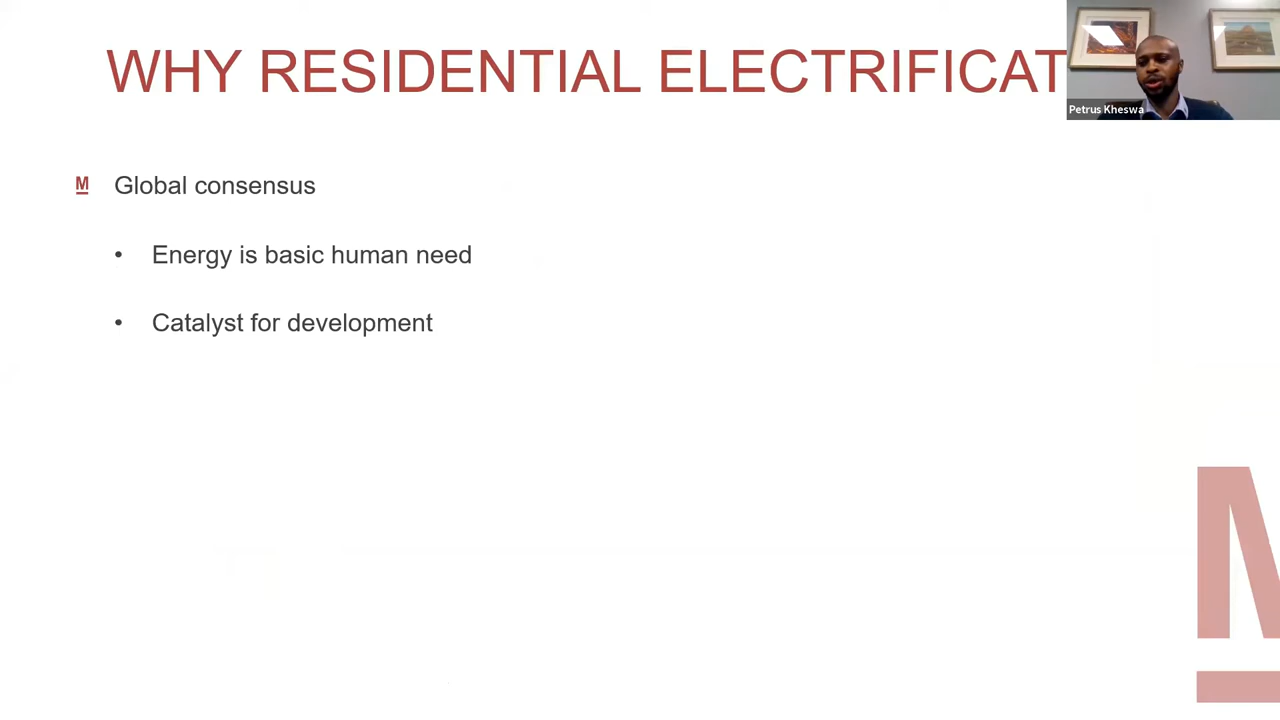 WHY RESIDENTIAL ELECTRIFICAT
Petrus Kheswa
M Global consensus
• Energy is basic human need
• Catalyst for development
M